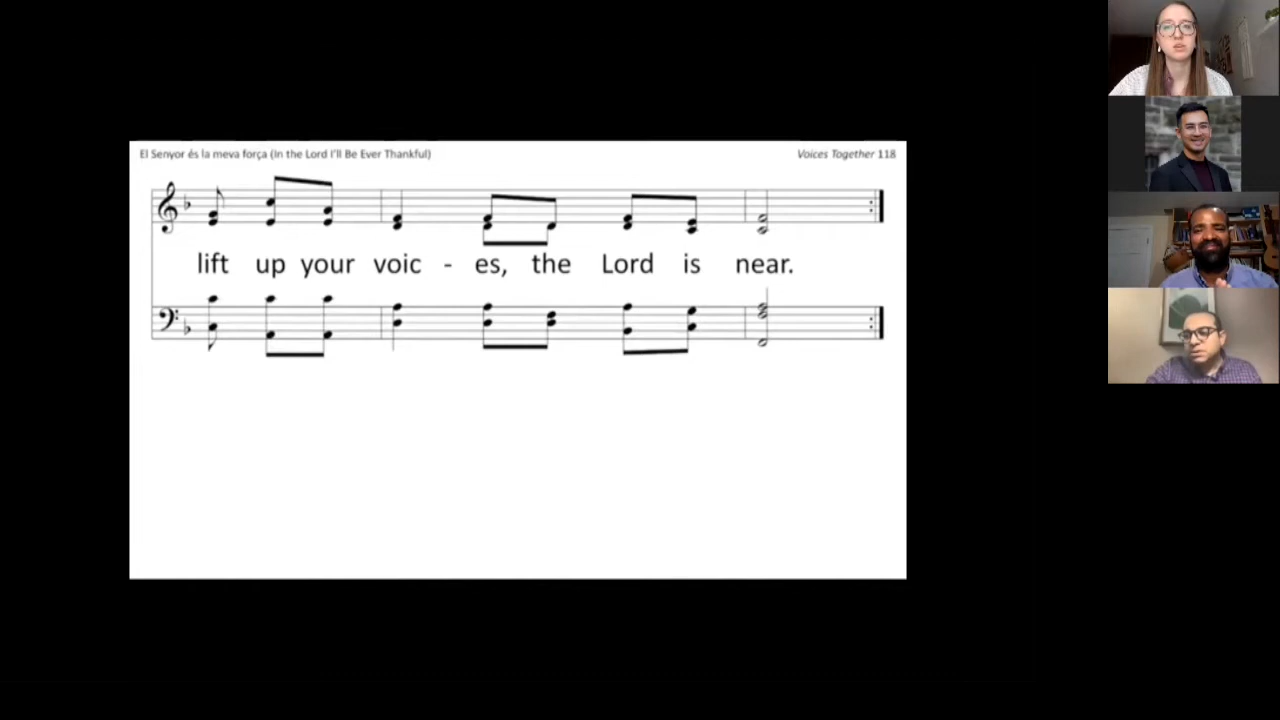 El Senyor és la meva força (In the Lord I'll Be Ever Thankful)
Voices Together 118
lift up your voic - es, the Lord is near.